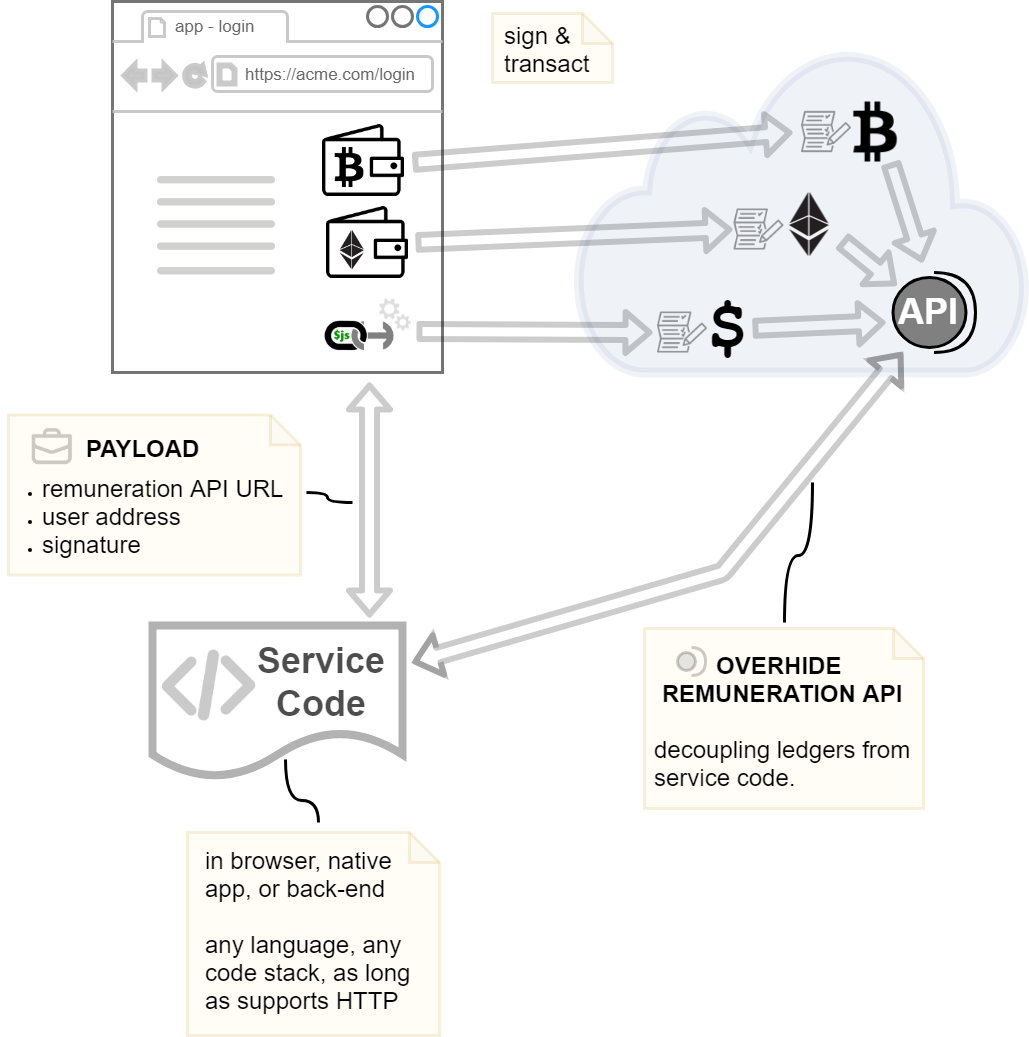 app - login
https://acme.com/login
sign &
transact
$js
$
API
PAYLOAD
• remuneration API URL
• user address
• signature
</>
Service
Code
OVERHIDE
REMUNERATION API
decoupling ledgers from
service code.
in browser, native
app, or back-end
any language, any
code stack, as long
as supports HTTP